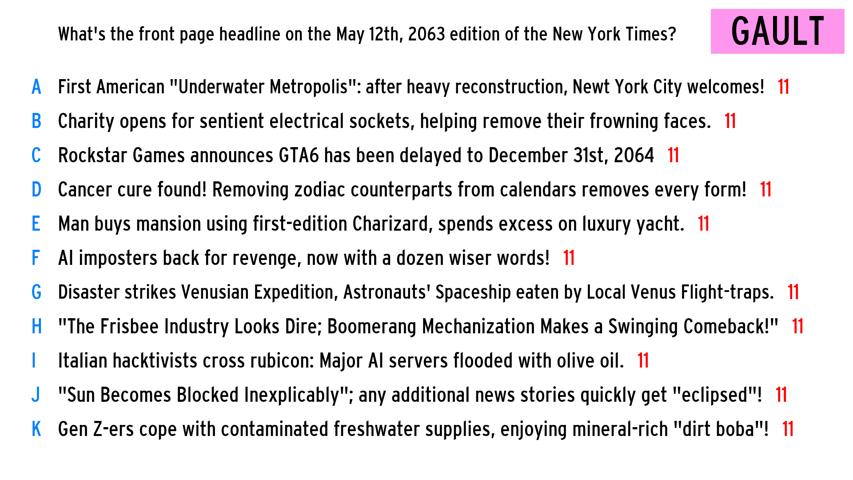 What's the front page headline on the May 12th, 2063 edition of the New York Times?
GAULT
A First American "Underwater Metropolis": after heavy reconstruction, Newt York City welcomes! 11
B Charity opens for sentient electrical sockets, helping remove their frowning faces. 11
C Rockstar Games announces GTA6 has been delayed to December 31st, 2064 11
D Cancer cure found! Removing zodiac counterparts from calendars removes every form! 11
E Man buys mansion using first-edition Charizard, spends excess on luxury yacht. 11
F AI imposters back for revenge, now with a dozen wiser words! 11
G Disaster strikes Venusian Expedition, Astronauts' Spaceship eaten by Local Venus Flight-traps. 11
H "The Frisbee Industry Looks Dire; Boomerang Mechanization Makes a Swinging Comeback!" 11
I Italian hacktivists cross rubicon: Major AI servers flooded with olive oil. 11
J "Sun Becomes Blocked Inexplicably"; any additional news stories quickly get "eclipsed"! 11
K Gen Z-ers cope with contaminated freshwater supplies, enjoying mineral-rich "dirt boba"! 11